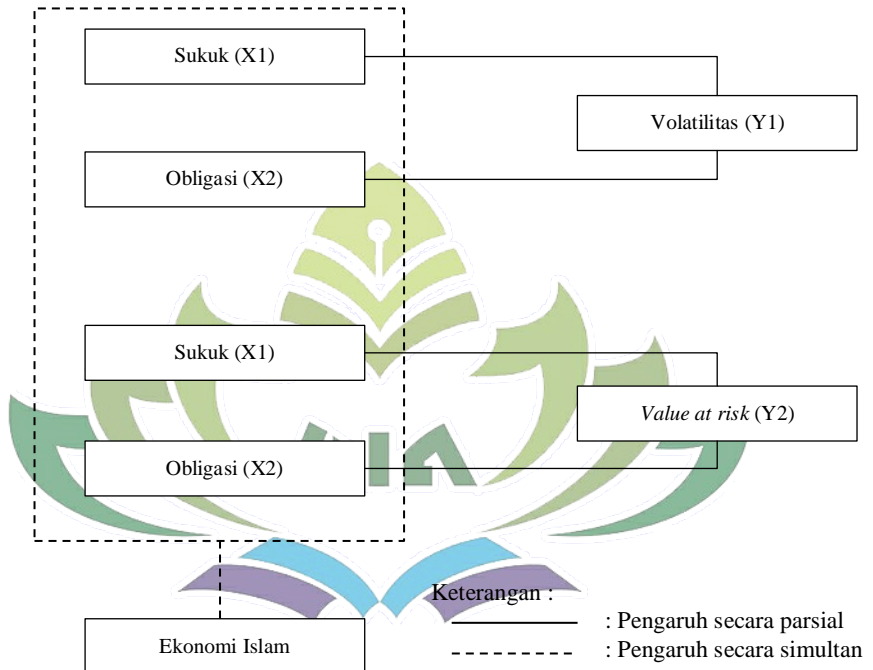 Sukuk (X1)
Volatilitas (Y1)
Obligasi (X2)
Sukuk (X1)
Value at risk (Y2)
Obligasi (X2)
Keterangan :
: Pengaruh secara parsial
: Pengaruh secara simultan
Ekonomi Islam